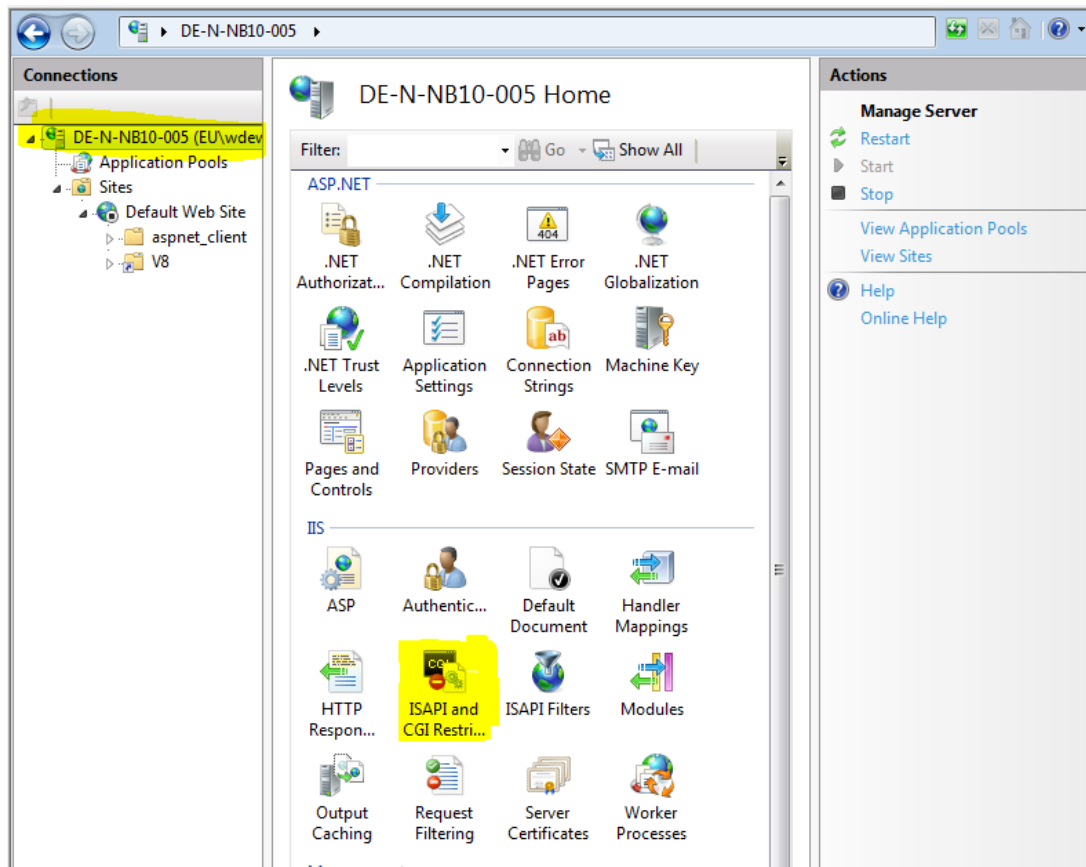 DE-N-NB10-005
Connections
DE-N-NB10-005 (EU\wdev
Application Pools
Sites
Default Web Site
aspnet_client
V8
DE-N-NB10-005 Home
Filter:
Go
Show All
ASP.NET
.NET Authorizat...
.NET Compilation
.NET Error Pages
.NET Globalization
.NET Trust Levels
Application Settings
Connection Strings
Machine Key
Pages and Controls
Providers
Session State
SMTP E-mail
IIS
ASP
Authentic...
Default Document
Handler Mappings
HTTP Respon...
ISAPI and CGI Restri...
ISAPI Filters
Modules
Output Caching
Request Filtering
Server Certificates
Worker Processes
Actions
Manage Server
Restart
Start
Stop
View Application Pools
View Sites
Help
Online Help